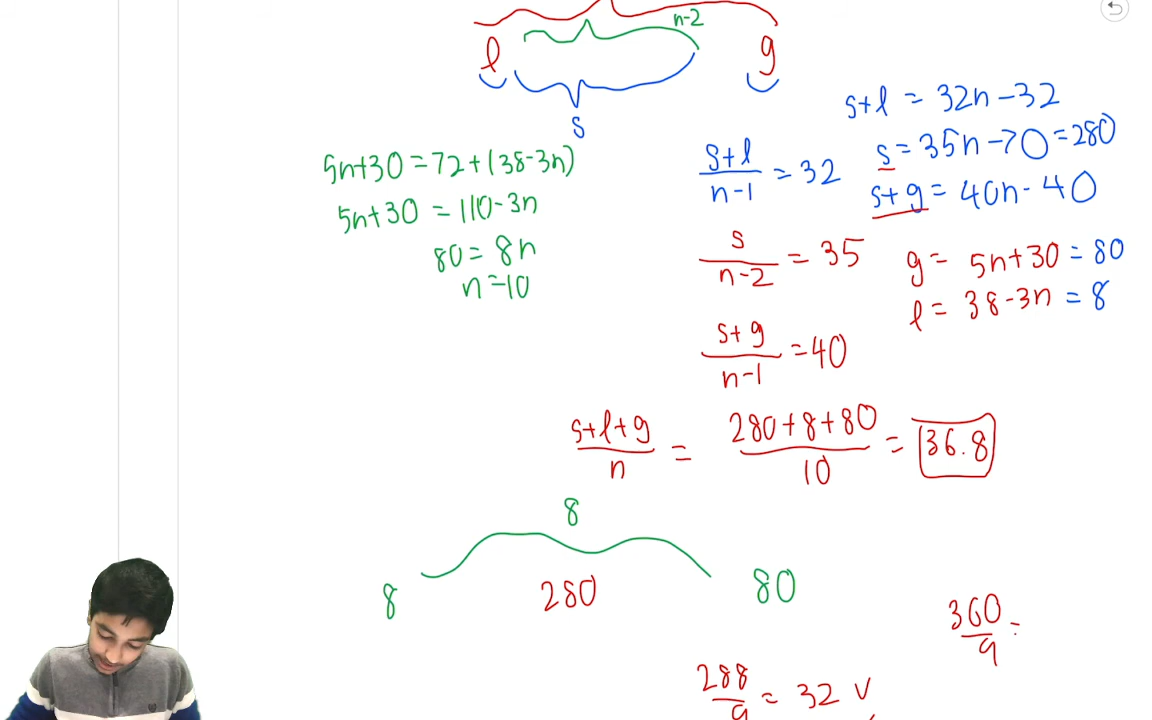 n-2
l g
s
5n+30 = 72+(38-3n)
5n+30 = 110-3n
80 = 8n
n=10
s+l / n-1 = 32
s / n-2 = 35
s+g / n-1 = 40
s+l = 32n-32
s = 35n-70 = 280
s+g = 40n-40
g = 5n+30 = 80
l = 38-3n = 8
s+l+g / n = 280+8+80 / 10 = 36.8
8
8 280 80
360 / 9 =
288 / 9 = 32 ✓